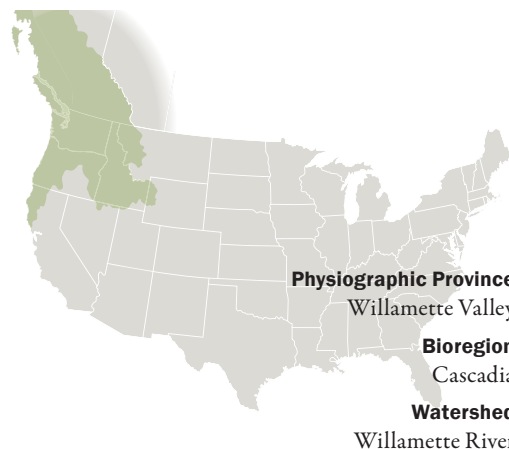 Physiographic Province
Willamette Valley
Bioregion
Cascadia
Watershed
Willamette River